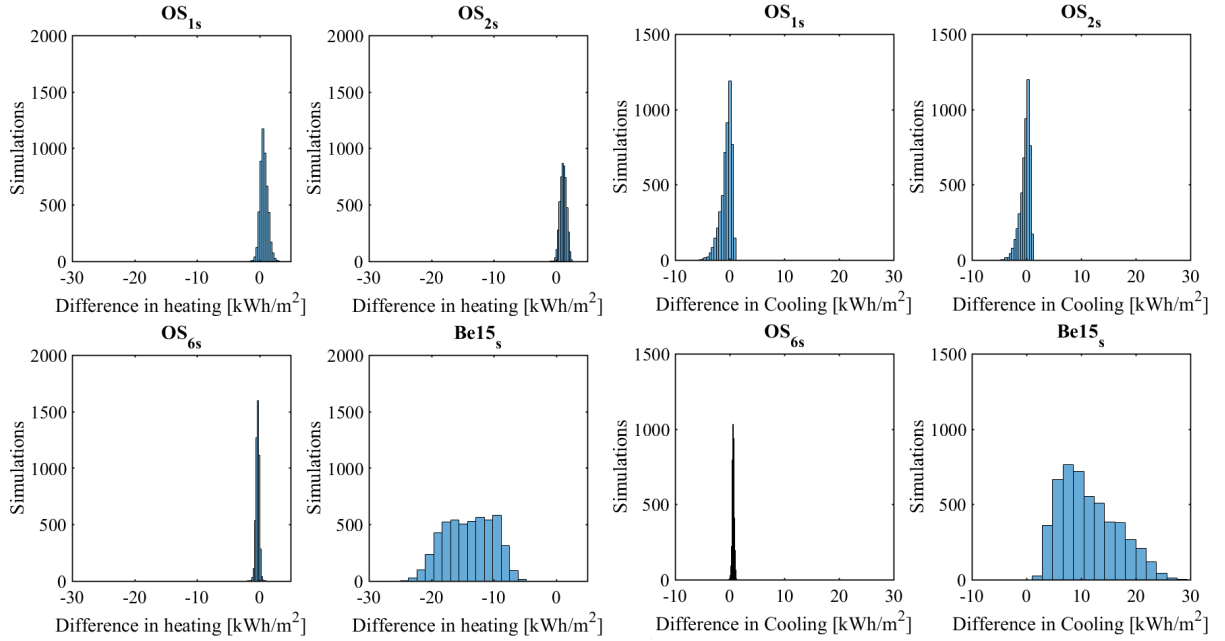 OS1s
OS2s
OS1s
OS2s
2000
1500
1000
500
0
Simulations
-30 -20 -10 0
Difference in heating [kWh/m²]
2000
1500
1000
500
0
Simulations
-30 -20 -10 0
Difference in heating [kWh/m²]
1500
1000
500
0
Simulations
-10 0 10 20 30
Difference in Cooling [kWh/m²]
1500
1000
500
0
Simulations
-10 0 10 20 30
Difference in Cooling [kWh/m²]
OS6s
Be15s
OS6s
Be15s
2000
1500
1000
500
0
Simulations
-30 -20 -10 0
Difference in heating [kWh/m²]
2000
1500
1000
500
0
Simulations
-30 -20 -10 0
Difference in heating [kWh/m²]
1500
1000
500
0
Simulations
-10 0 10 20 30
Difference in Cooling [kWh/m²]
1500
1000
500
0
Simulations
-10 0 10 20 30
Difference in Cooling [kWh/m²]